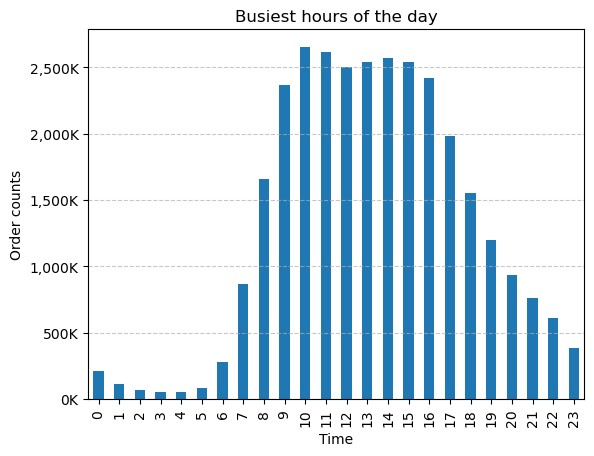 Busiest hours of the day
Order counts
2,500K
2,000K
1,500K
1,000K
500K
0K
0 1 2 3 4 5 6 7 8 9 10 11 12 13 14 15 16 17 18 19 20 21 22 23
Time